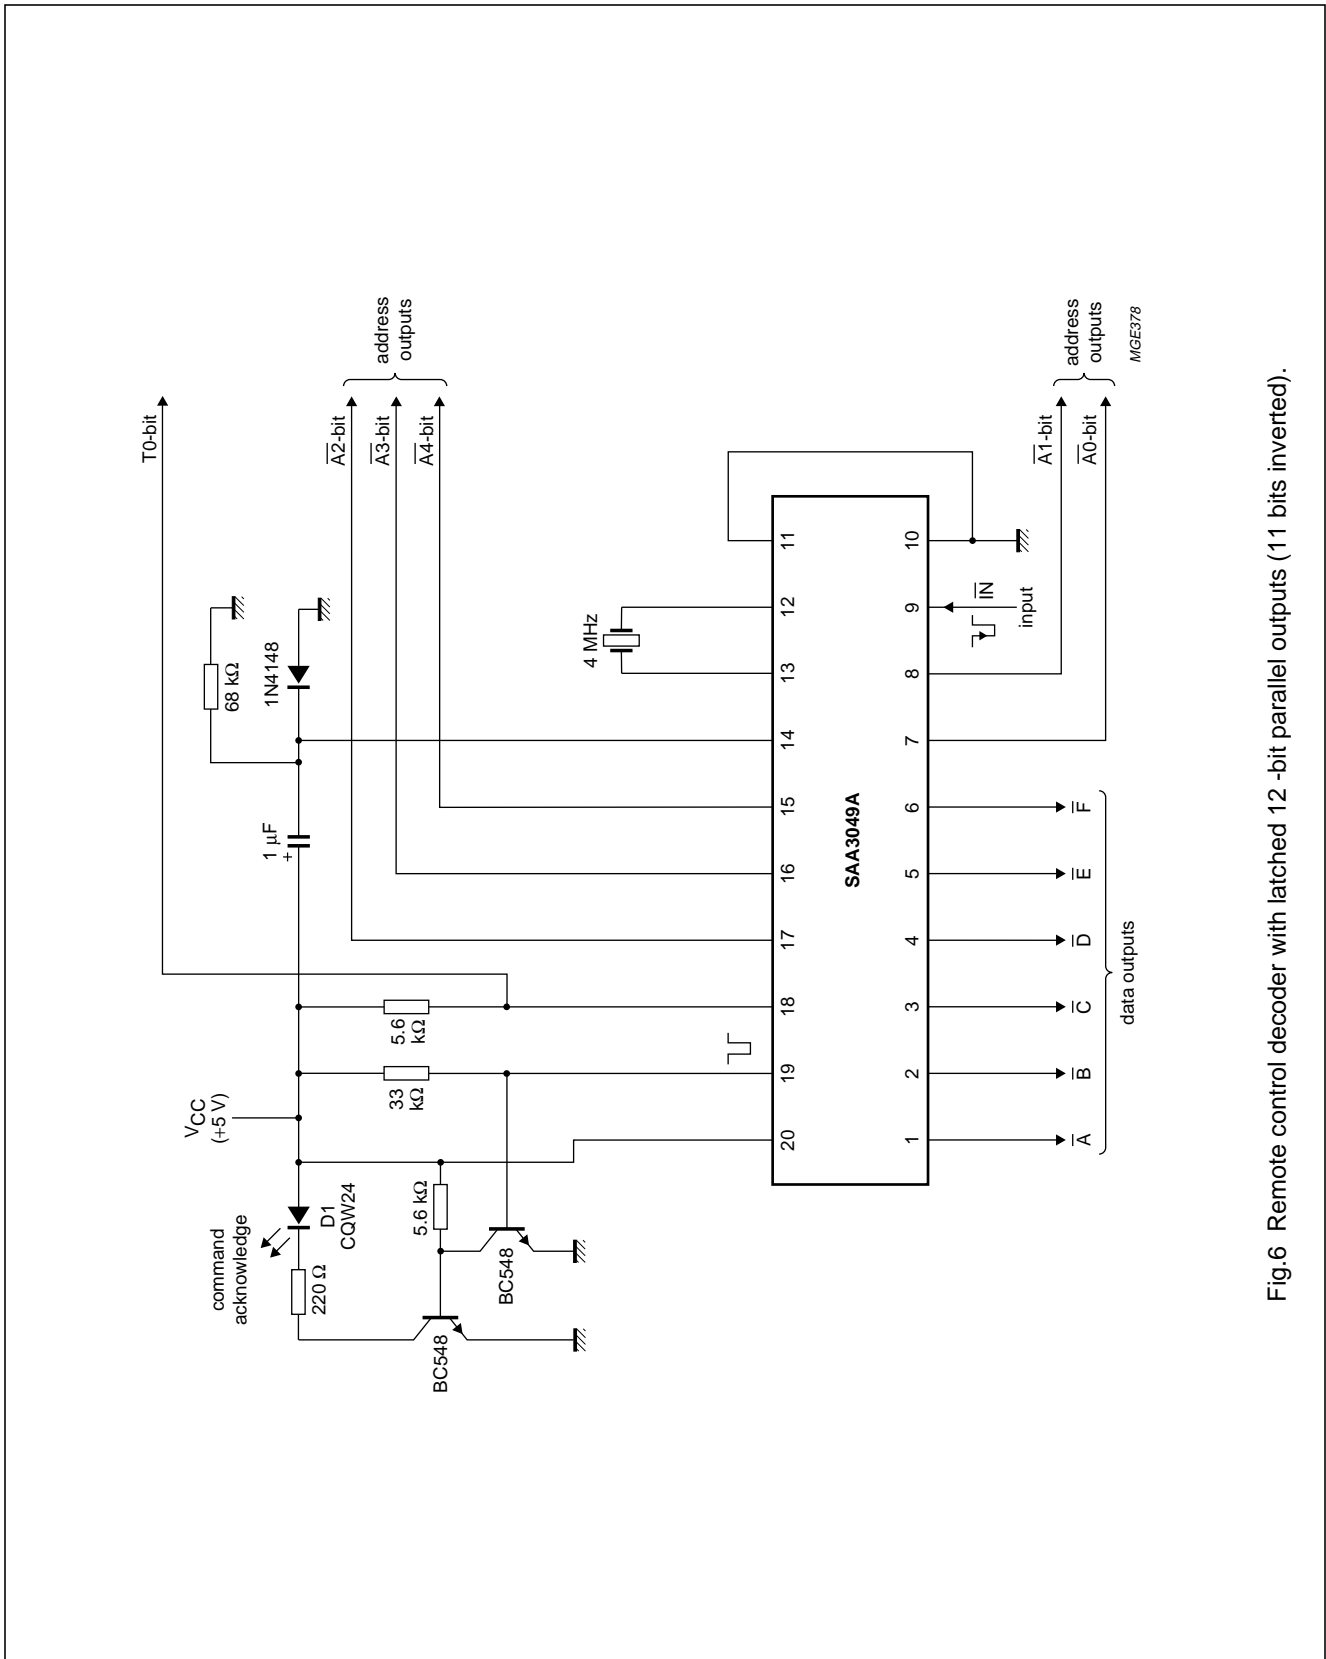 T0-bit
A2-bit
A3-bit
A4-bit
address
outputs
68 kΩ
1N4148
1 μF
+
VCC
(+5 V)
5.6
kΩ
33
kΩ
command
acknowledge
D1
CQW24
220 Ω
5.6 kΩ
BC548
BC548
4 MHz
20
19
18
17
16
15
14
13
12
11
SAA3049A
1
2
3
4
5
6
7
8
9
10
A
B
C
D
E
F
data outputs
IN
input
A1-bit
A0-bit
address
outputs
MGE378
Fig.6 Remote control decoder with latched 12 -bit parallel outputs (11 bits inverted).